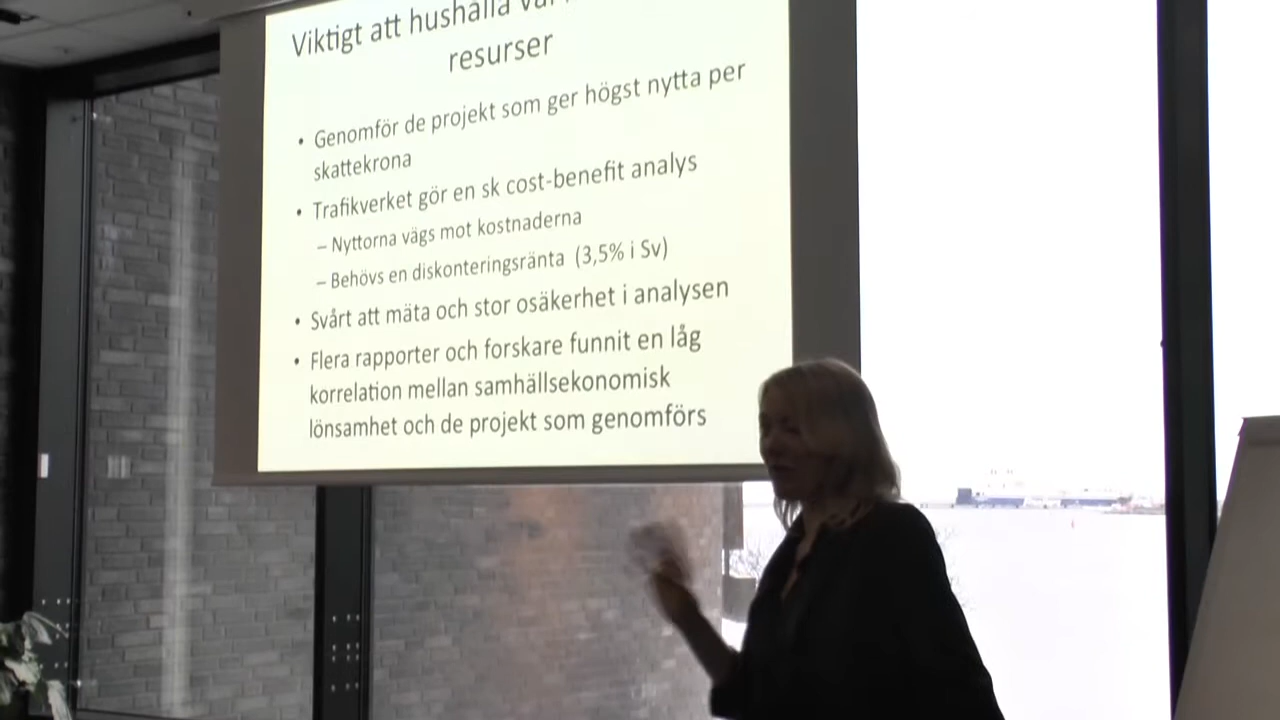 Viktigt att hushålla
resurser
• Genomför de projekt som ger högst nytta per
skattekrona
• Trafikverket gör en sk cost-benefit analys
– Nyttorna vägs mot kostnaderna
– Behövs en diskonteringsränta (3,5% i Sv)
• Svårt att mäta och stor osäkerhet i analysen
• Flera rapporter och forskare funnit en låg
korrelation mellan samhällsekonomisk
lönsamhet och de projekt som genomförs